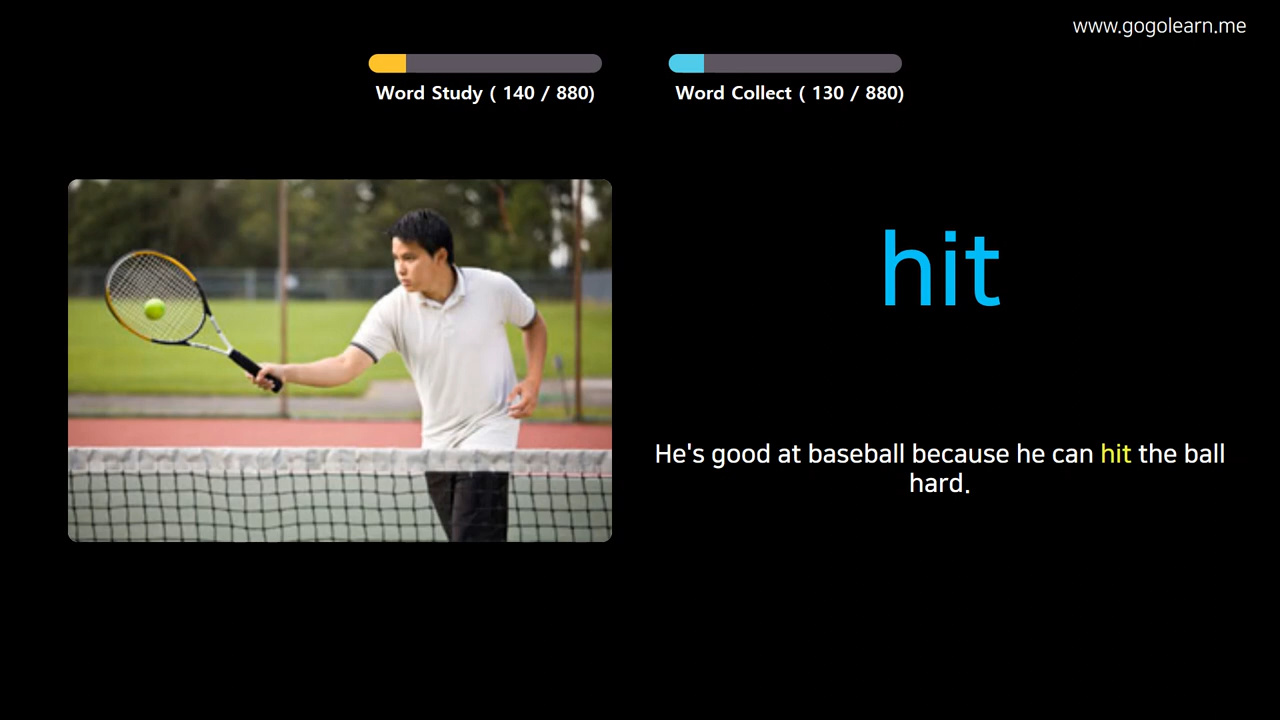 www.gogolearn.me
Word Study ( 140 / 880)
Word Collect ( 130 / 880)
hit
He's good at baseball because he can hit the ball
hard.